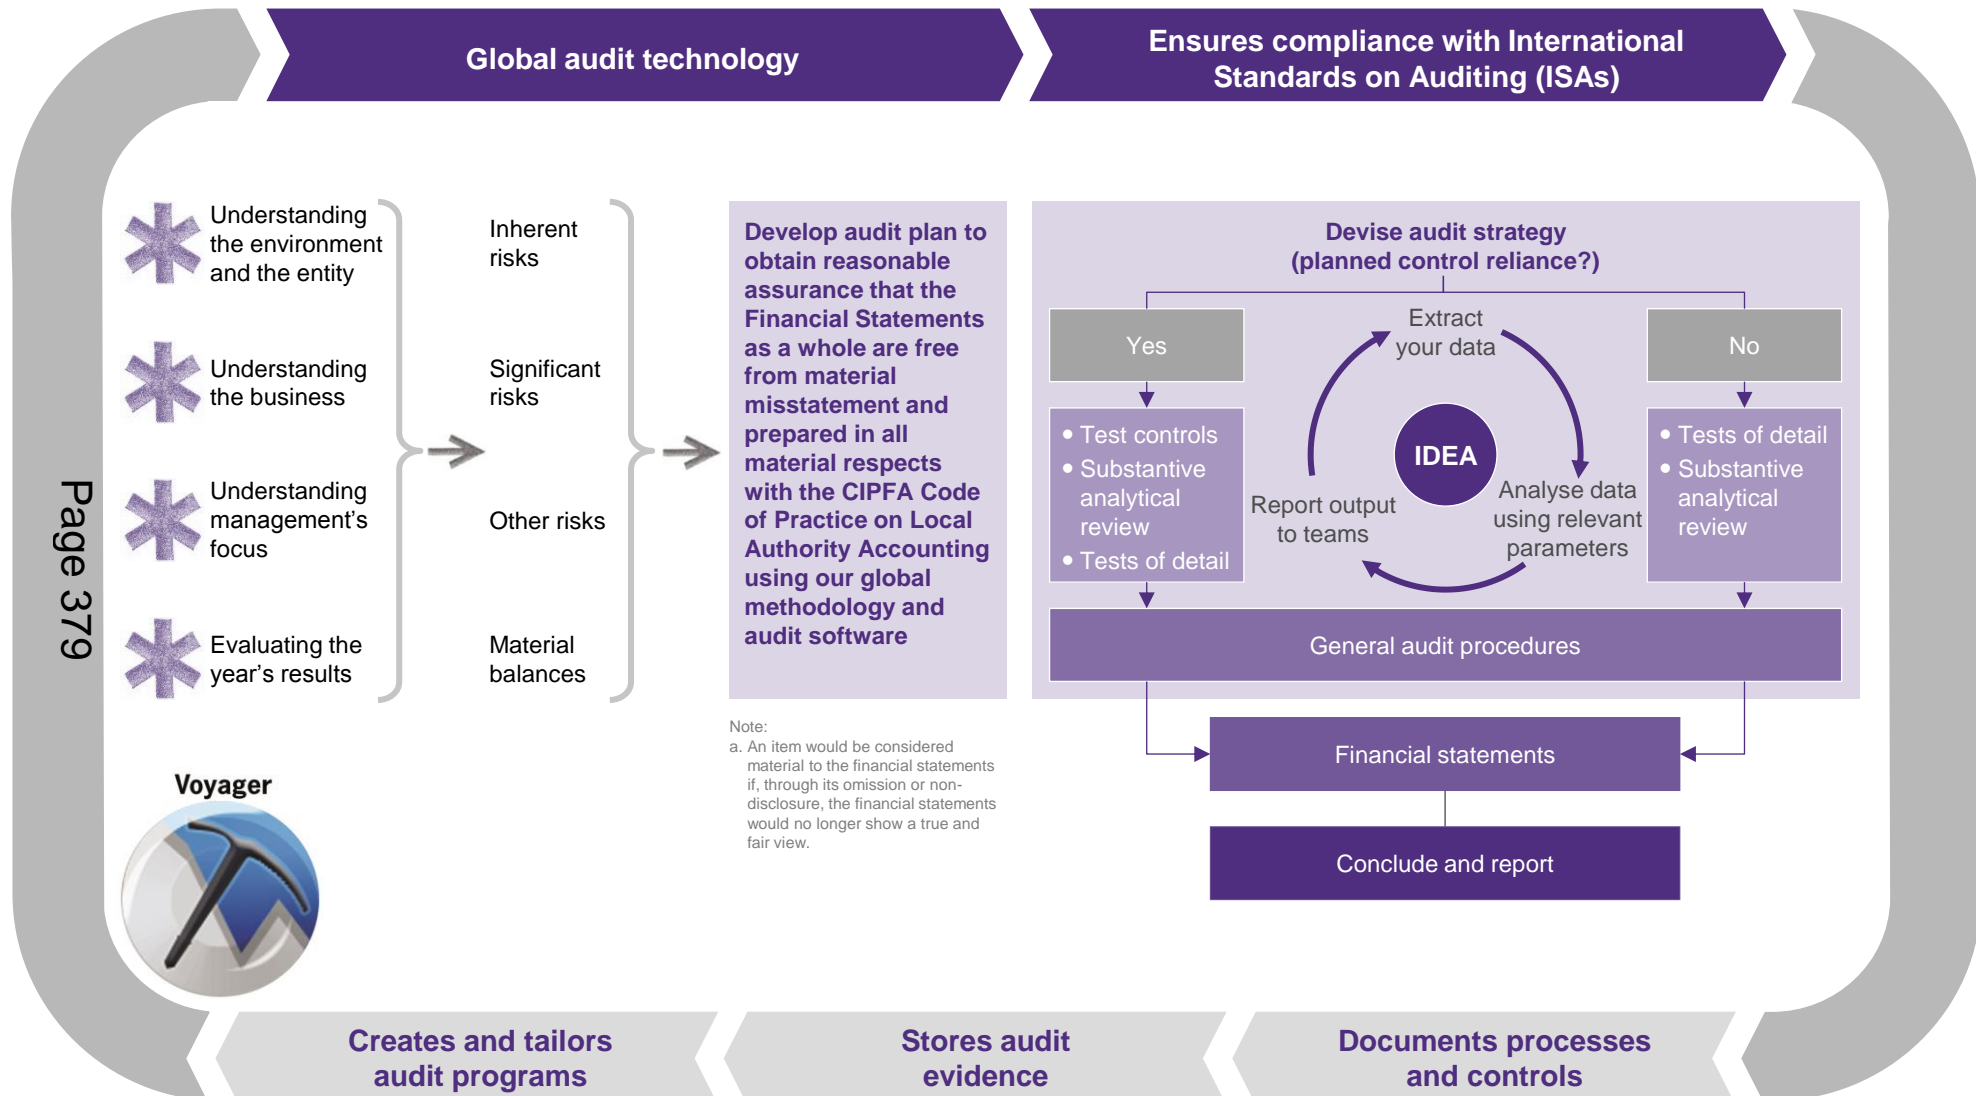 Global audit technology
Ensures compliance with International
Standards on Auditing (ISAs)
Page 379
Understanding
the environment
and the entity
Understanding
the business
Understanding
management's
focus
Evaluating the
year's results
Inherent
risks
Significant
risks
Other risks
Material
balances
Develop audit plan to
obtain reasonable
assurance that the
Financial Statements
as a whole are free
from material
misstatement and
prepared in all
material respects
with the CIPFA Code
of Practice on Local
Authority Accounting
using our global
methodology and
audit software
Note:
a. An item would be considered
material to the financial statements
if, through its omission or non-
disclosure, the financial statements
would no longer show a true and
fair view.
Devise audit strategy
(planned control reliance?)
Yes
• Test controls
• Substantive
analytical
review
• Tests of detail
Extract
your data
IDEA
Analyse data
using relevant
parameters
Report output
to teams
No
• Tests of detail
• Substantive
analytical
review
General audit procedures
Financial statements
Conclude and report
Voyager
Creates and tailors
audit programs
Stores audit
evidence
Documents processes
and controls